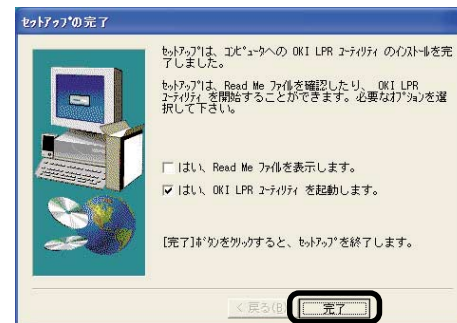 ｾｯﾄｱｯﾌﾟの完了
ｾｯﾄｱｯﾌﾟは、ｺﾝﾋﾟｭｰﾀへの OKI LPR ﾕｰﾃｨﾘﾃｨ のｲﾝｽﾄｰﾙを完
了しました。
ｾｯﾄｱｯﾌﾟは、Read Me ﾌｧｲﾙを確認したり、 OKI LPR
ﾕｰﾃｨﾘﾃｨ を開始することができます。必要なｵﾌﾟｼｮﾝを選
択して下さい。
はい、Read Me ﾌｧｲﾙを表示します。
はい、OKI LPR ﾕｰﾃｨﾘﾃｨ を起動します。
[完了]ﾎﾞﾀﾝをｸﾘｯｸすると、ｾｯﾄｱｯﾌﾟを終了します。
< 戻る(B)
完了